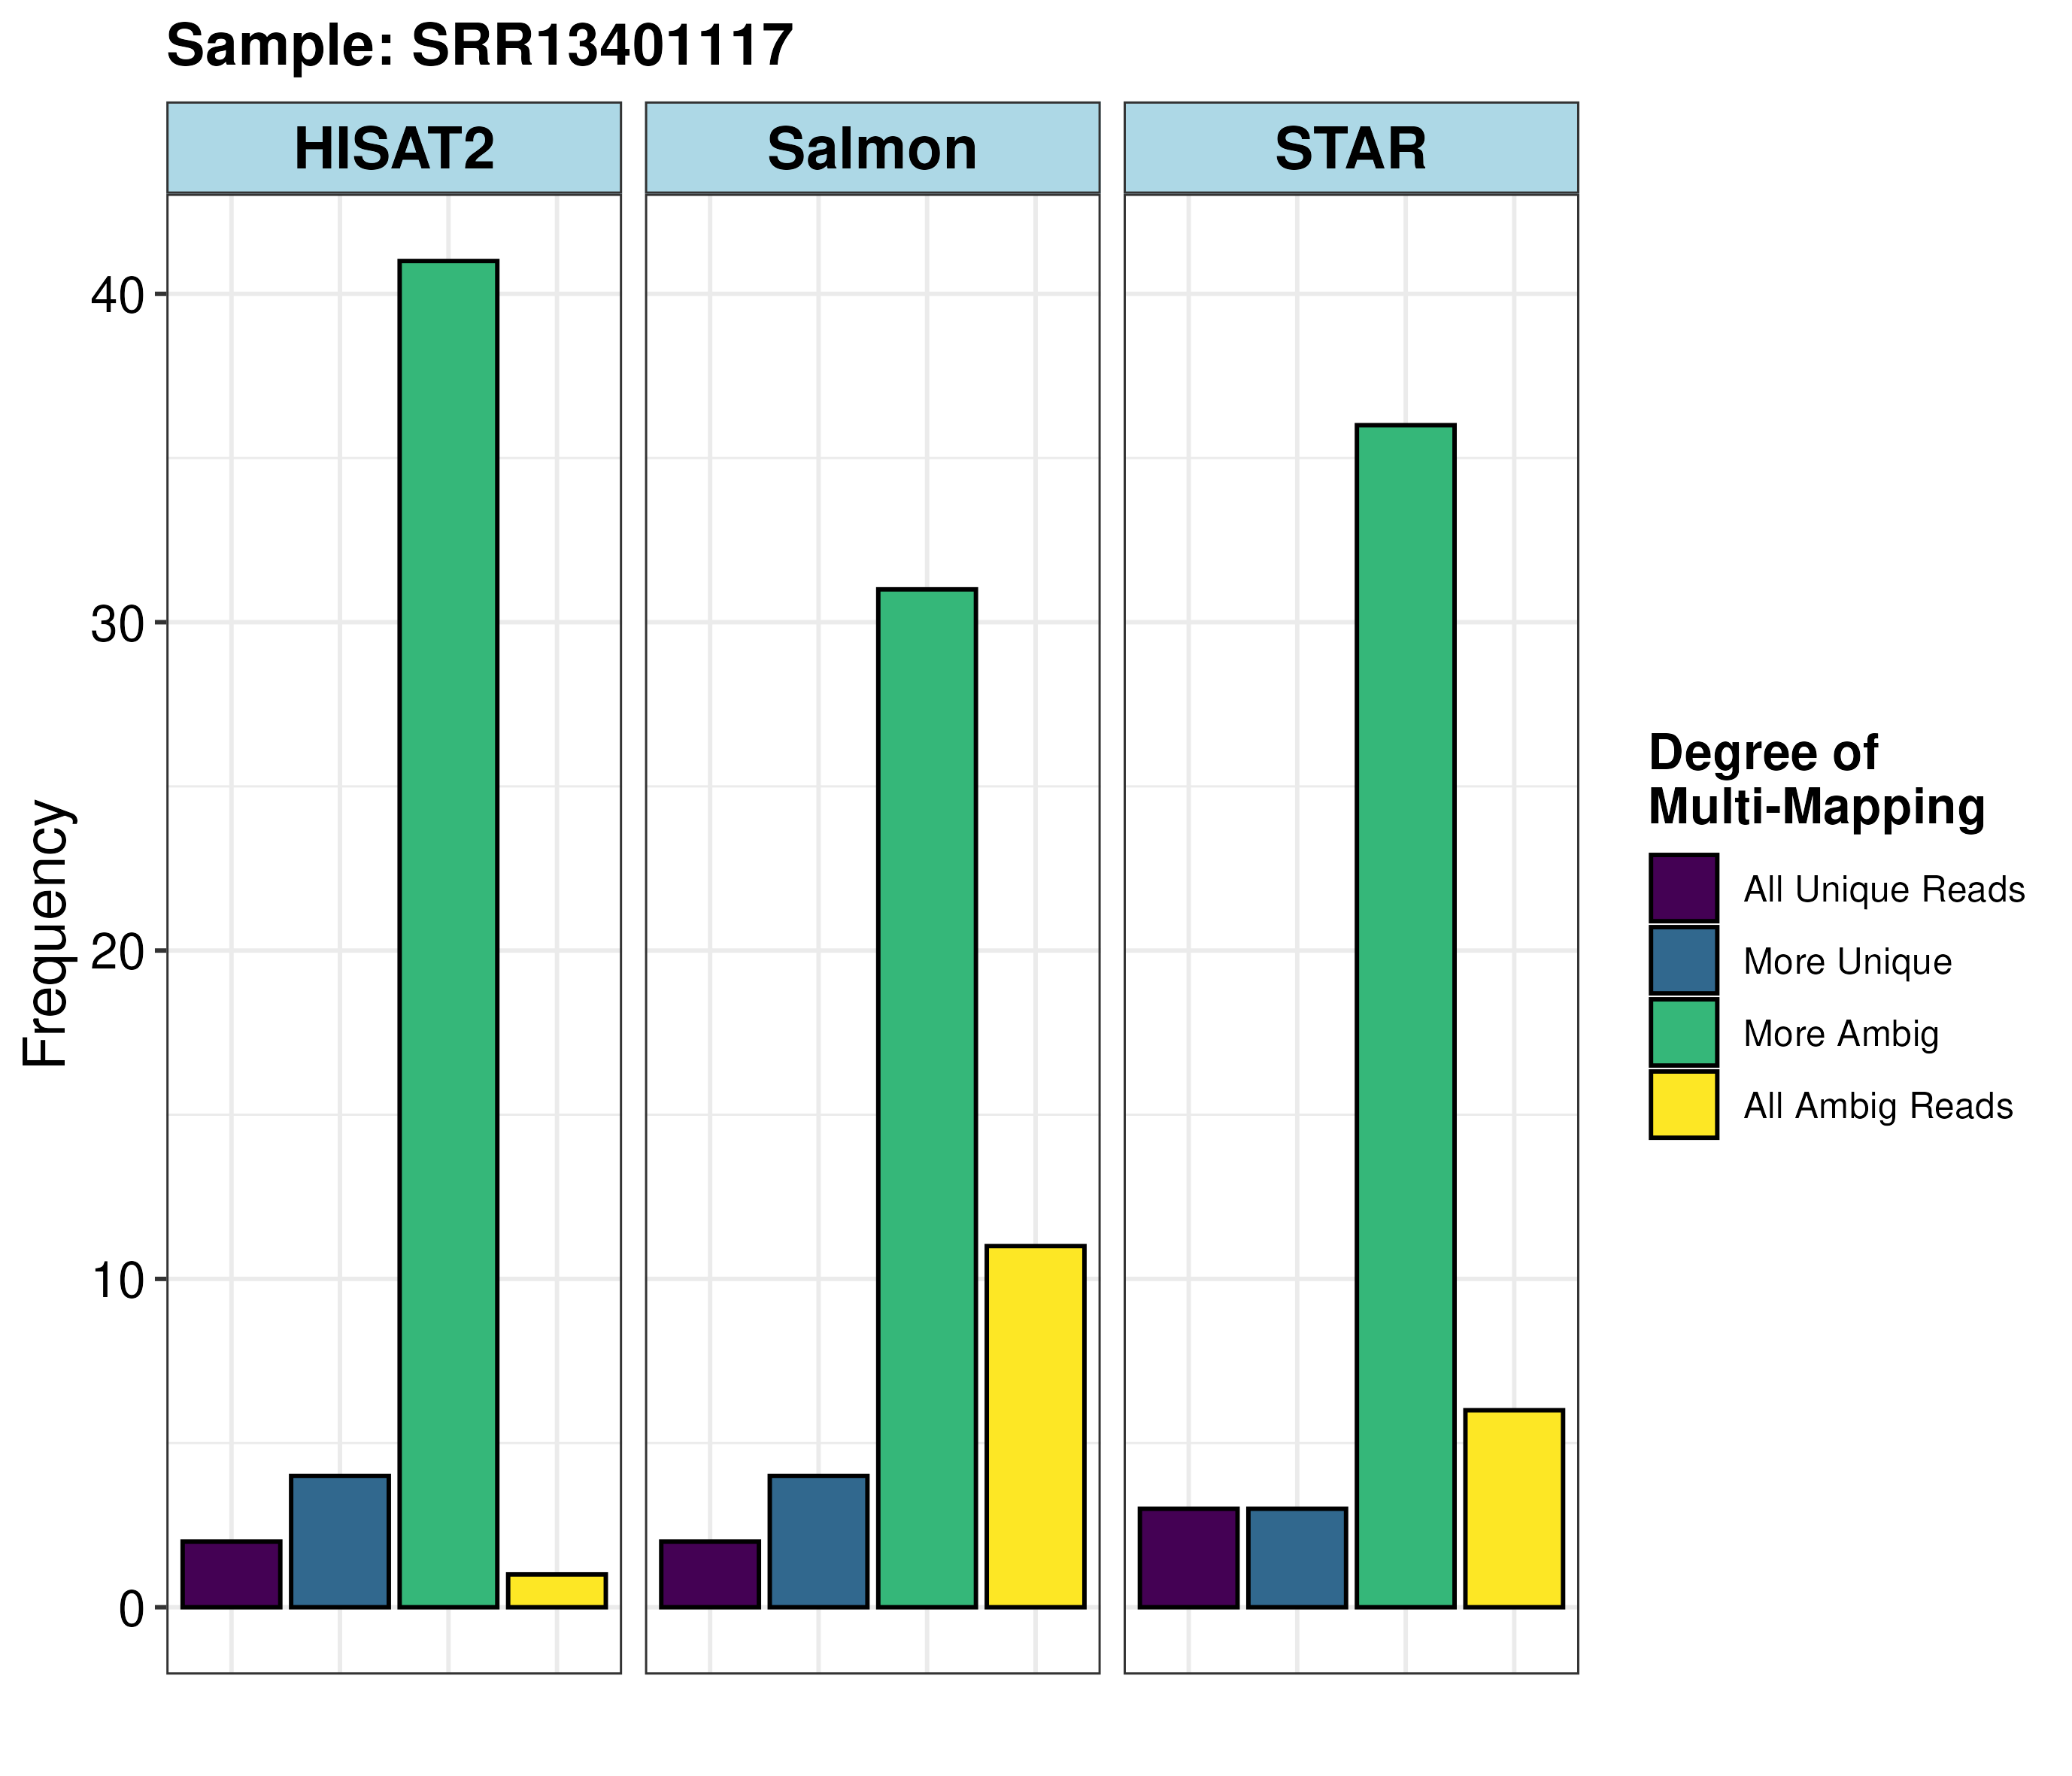 Sample: SRR13401117
HISAT2
Salmon
STAR
Frequency
40
30
20
10
0
Degree of
Multi-Mapping
All Unique Reads
More Unique
More Ambig
All Ambig Reads